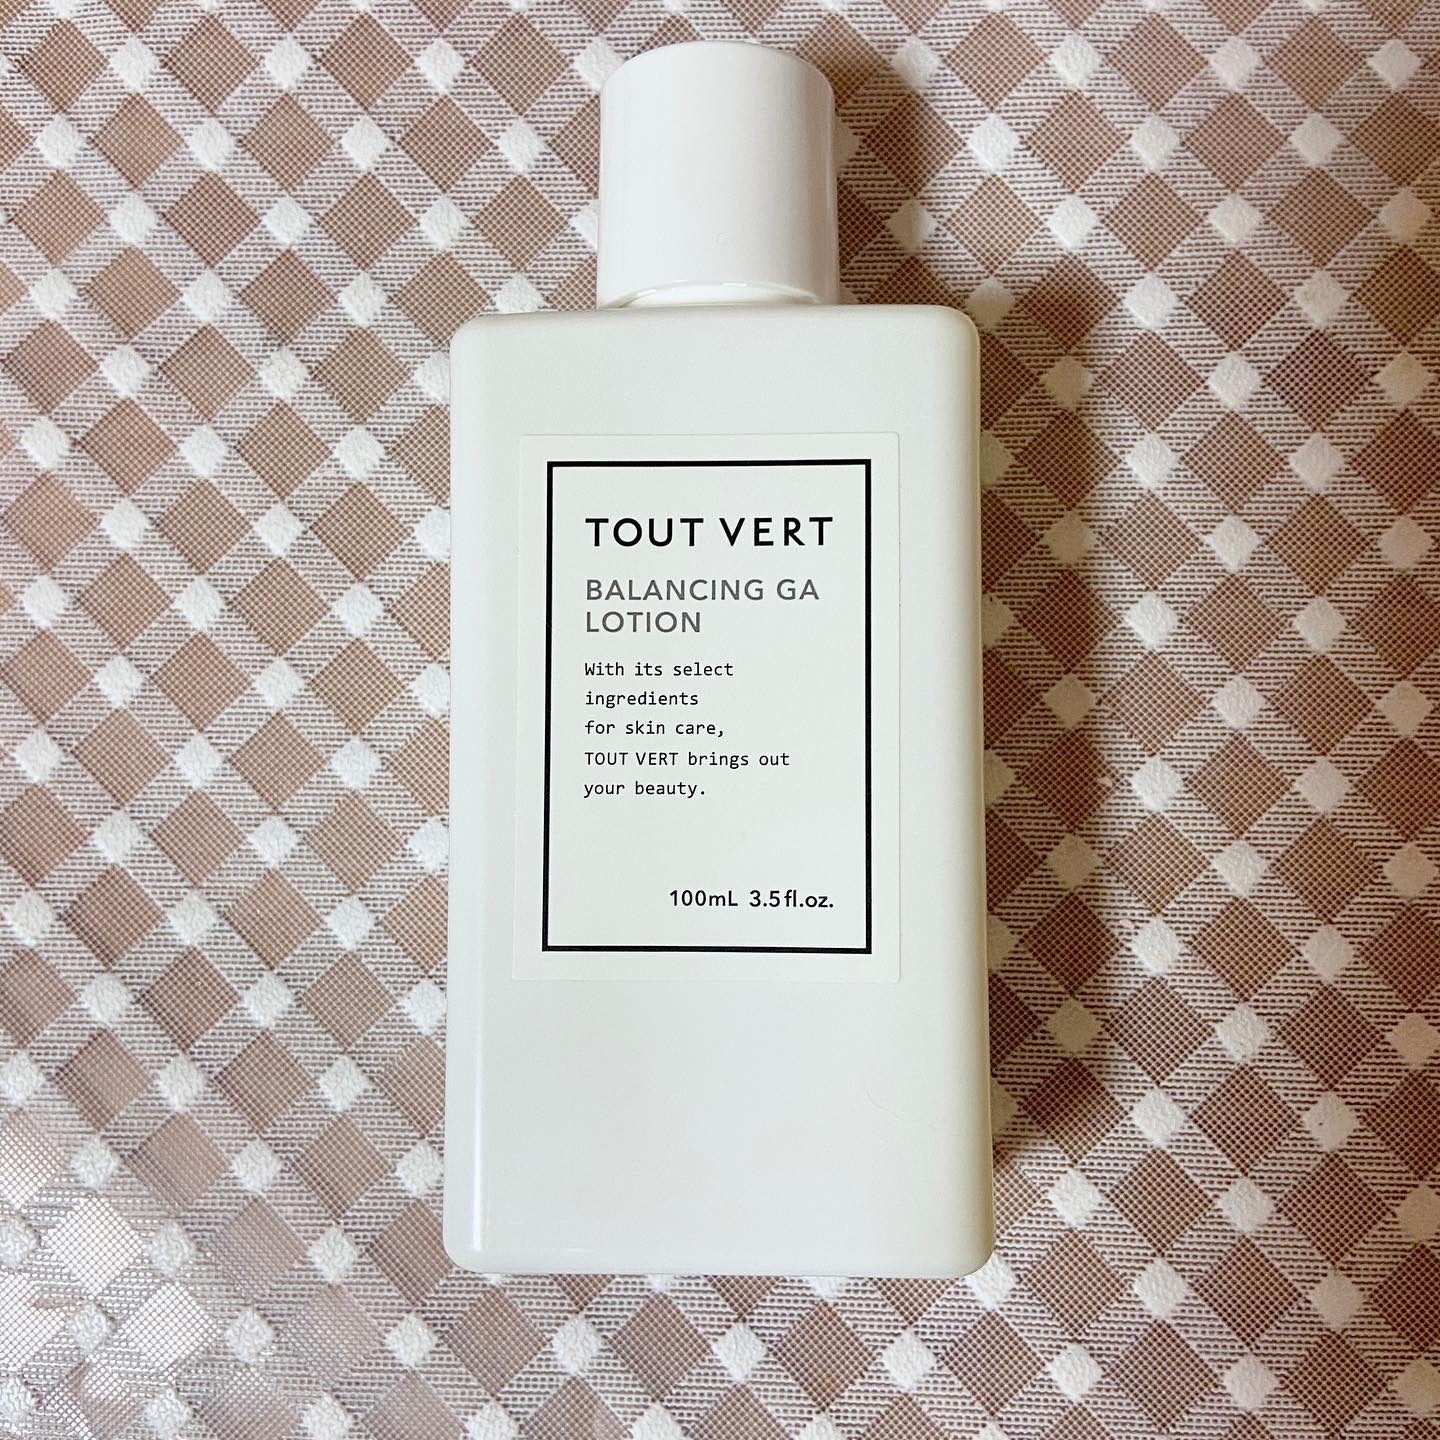 TOUT VERT
BALANCING GA
LOTION
With its select
ingredients
for skin care,
TOUT VERT brings out
your beauty.
100mL 3.5fl.oz.